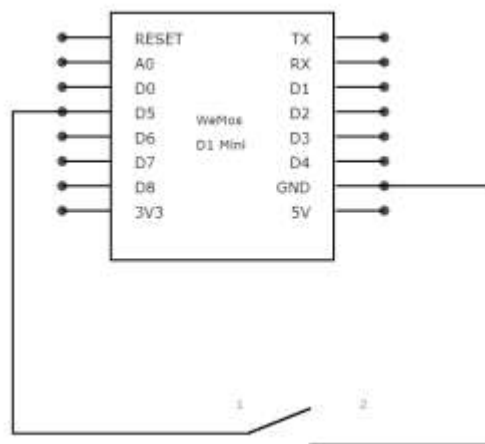 RESET TX
A0 RX
D0 D1
D5 D2
WeMos
D6 D3
D1 Mini
D7 D4
D8 GND
3V3 5V
1 2